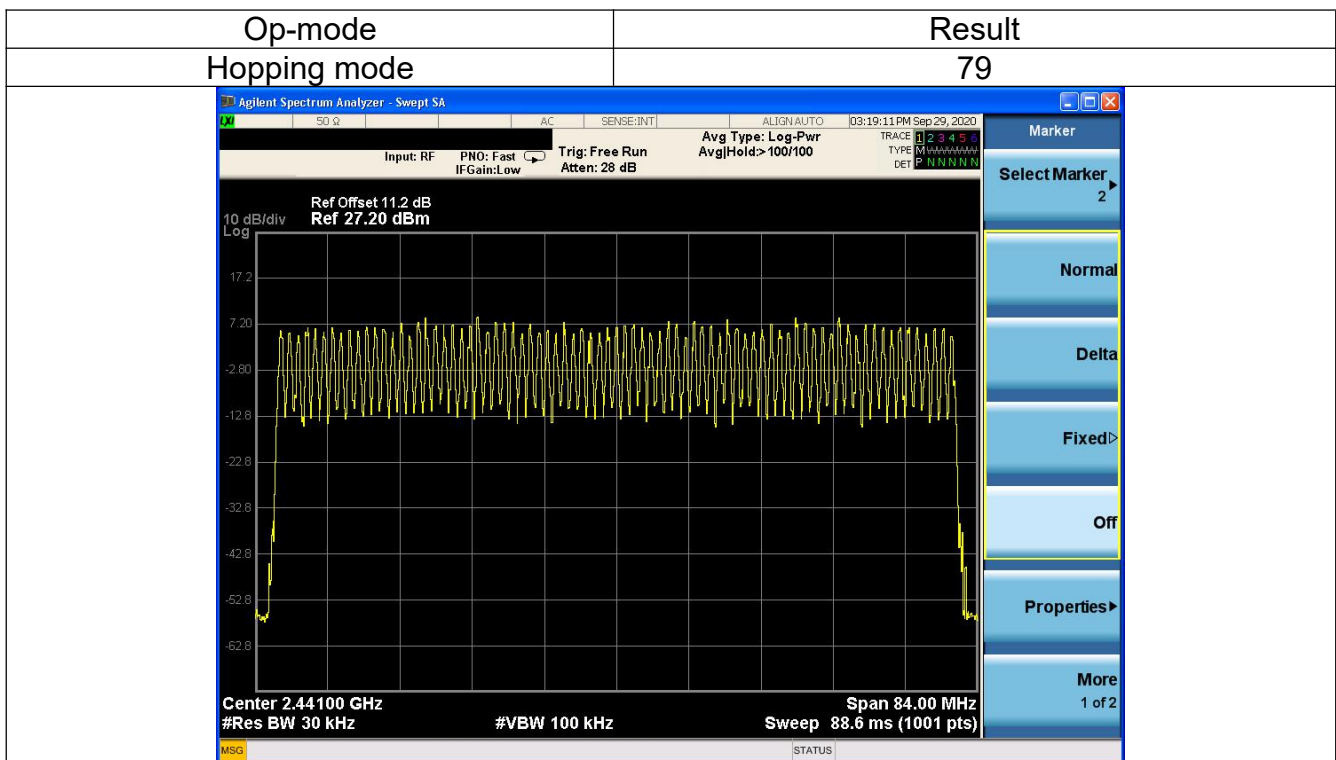 Op-mode Result
Hopping mode 79
Agilent Spectrum Analyzer - Swept SA
LXI 50 Ω AC SENSE:INT ALIGN AUTO 03:19:11 PM Sep 29, 2020
Input: RF PNO: Fast Trig: Free Run Avg Type: Log-Pwr TRACE 1 2 3 4 5 6
IFGain:Low Atten: 28 dB Avg|Hold:>100/100 TYPE M WWWWW
DET P N N N N N
Ref Offset 11.2 dB
10 dB/div Ref 27.20 dBm
Log
17.2
7.20
-2.80
-12.8
-22.8
-32.8
-42.8
-52.8
-62.8
Center 2.44100 GHz Span 84.00 MHz
#Res BW 30 kHz #VBW 100 kHz Sweep 88.6 ms (1001 pts)
MSG STATUS
Marker
Select Marker
2
Normal
Delta
Fixed
Off
Properties
More
1 of 2